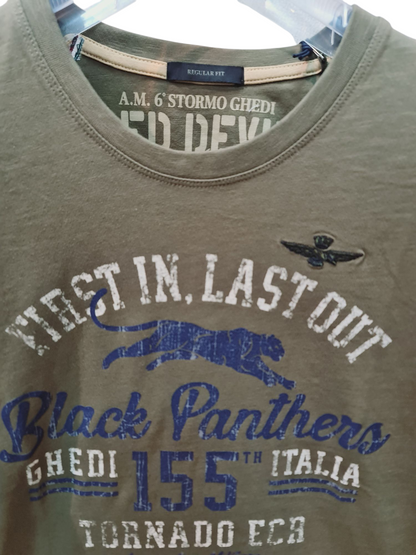 REGULAR FIT
A.M. 6° STORMO GHEDI
FIRST IN, LAST OUT
Black Panthers
GHEDI 155TH ITALIA
TORNADO ECR